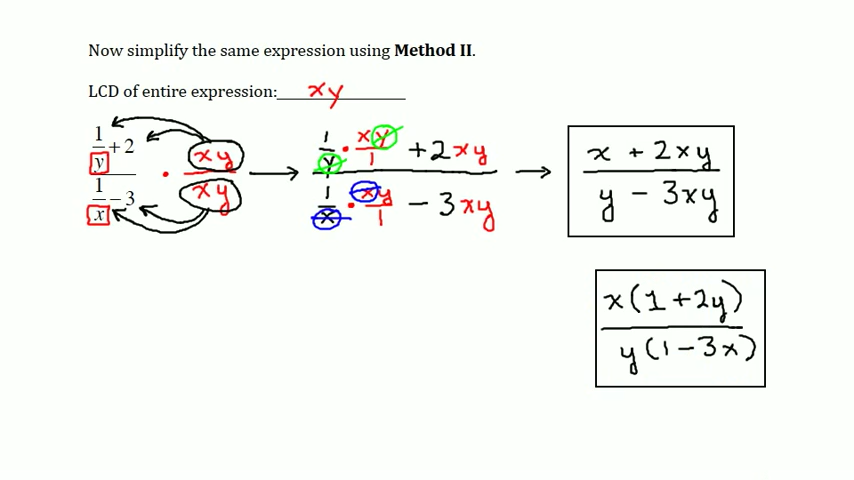 Now simplify the same expression using Method II.
LCD of entire expression: xy
(1/y + 2)/(1/x − 3) · xy/xy → (1/y · xy/1 + 2xy)/(1/x · xy/1 − 3xy) → (x + 2xy)/(y − 3xy)
x(1 + 2y)/y(1 − 3x)